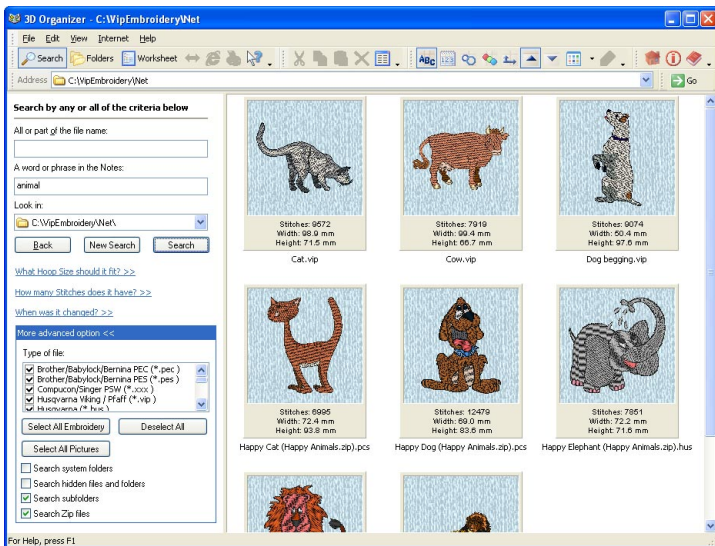 3D Organizer - C:\VipEmbroidery\Net
File Edit View Internet Help
Search Folders Worksheet ABC 123
Address C:\VipEmbroidery\Net Go
Search by any or all of the criteria below
All or part of the file name:
A word or phrase in the Notes:
animal
Look in:
C:\VipEmbroidery\Net\
Back New Search Search
What Hoop Size should it fit? >>
How many Stitches does it have? >>
When was it changed? >>
More advanced option <<
Type of file:
Brother/Babylock/Bernina PEC (*.pec )
Brother/Babylock/Bernina PES (*.pes )
Compucon/Singer PSW (*.xxx )
Husqvarna Viking / Pfaff (*.vip )
Husqvarna (*.hus )
Select All Embroidery Deselect All
Select All Pictures
Search system folders
Search hidden files and folders
Search subfolders
Search Zip files
Stitches: 9572
Width: 98.9 mm
Height: 71.5 mm
Cat.vip
Stitches: 7919
Width: 99.4 mm
Height: 66.7 mm
Cow.vip
Stitches: 9074
Width: 50.4 mm
Height: 97.6 mm
Dog begging.vip
Stitches: 6995
Width: 72.4 mm
Height: 93.8 mm
Happy Cat (Happy Animals.zip).pcs
Stitches: 12479
Width: 69.0 mm
Height: 83.6 mm
Happy Dog (Happy Animals.zip).pcs
Stitches: 7851
Width: 72.2 mm
Height: 71.6 mm
Happy Elephant (Happy Animals.zip).hus
For Help, press F1